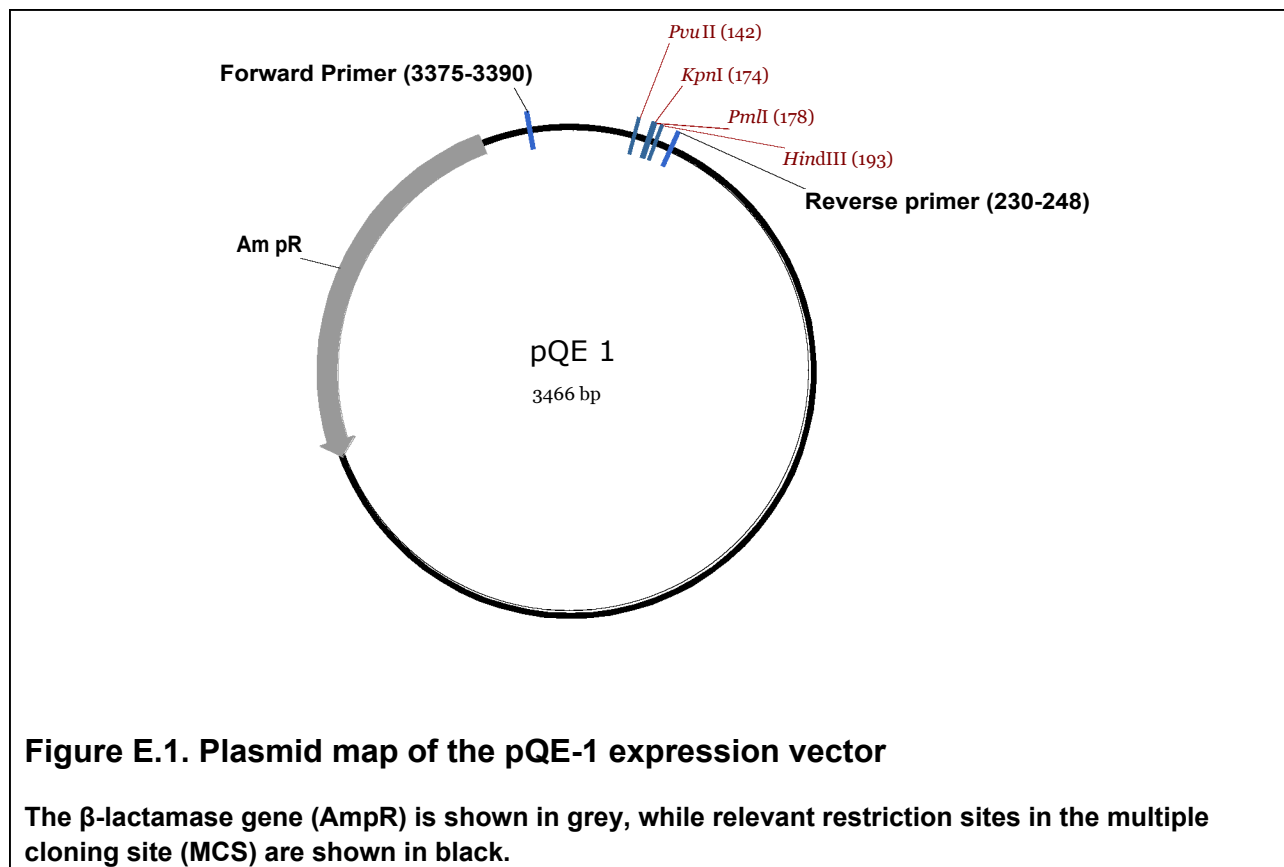 PvuII (142)
Forward Primer (3375-3390)
KpnI (174)
PmlI (178)
HindIII (193)
Reverse primer (230-248)
Am pR
pQE 1
3466 bp
Figure E.1. Plasmid map of the pQE-1 expression vector
The β-lactamase gene (AmpR) is shown in grey, while relevant restriction sites in the multiple
cloning site (MCS) are shown in black.